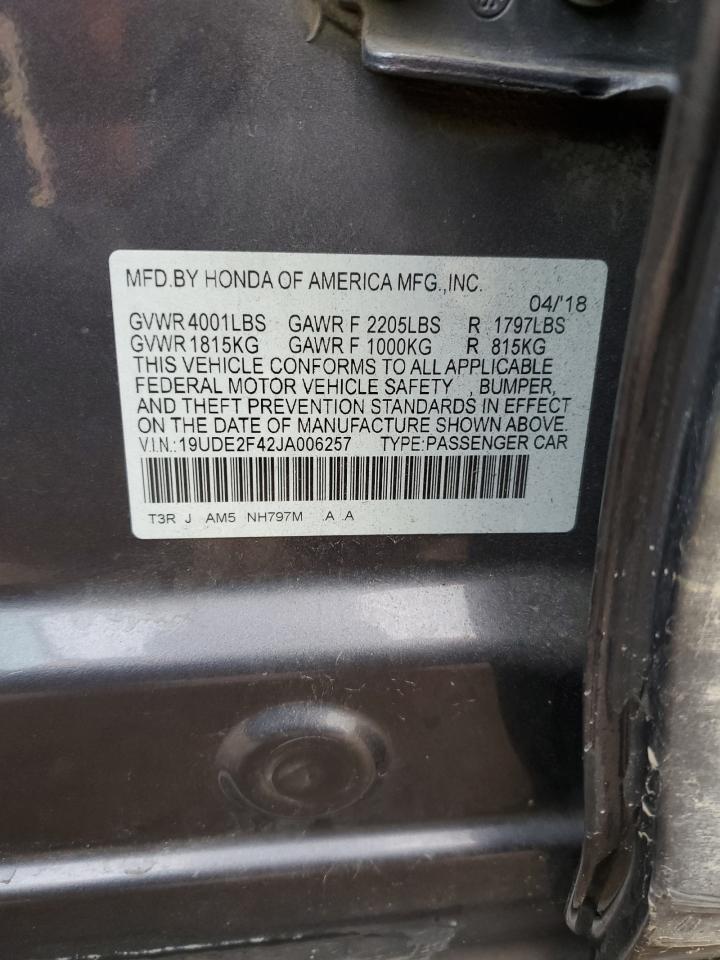 MFD.BY HONDA OF AMERICA MFG.,INC.
04/'18
GVWR 4001LBS GAWR F 2205LBS R 1797LBS
GVWR 1815KG GAWR F 1000KG R 815KG
THIS VEHICLE CONFORMS TO ALL APPLICABLE
FEDERAL MOTOR VEHICLE SAFETY , BUMPER,
AND THEFT PREVENTION STANDARDS IN EFFECT
ON THE DATE OF MANUFACTURE SHOWN ABOVE.
V.I.N.: 19UDE2F42JA006257 TYPE:PASSENGER CAR
T3R J AM5 NH797M A A